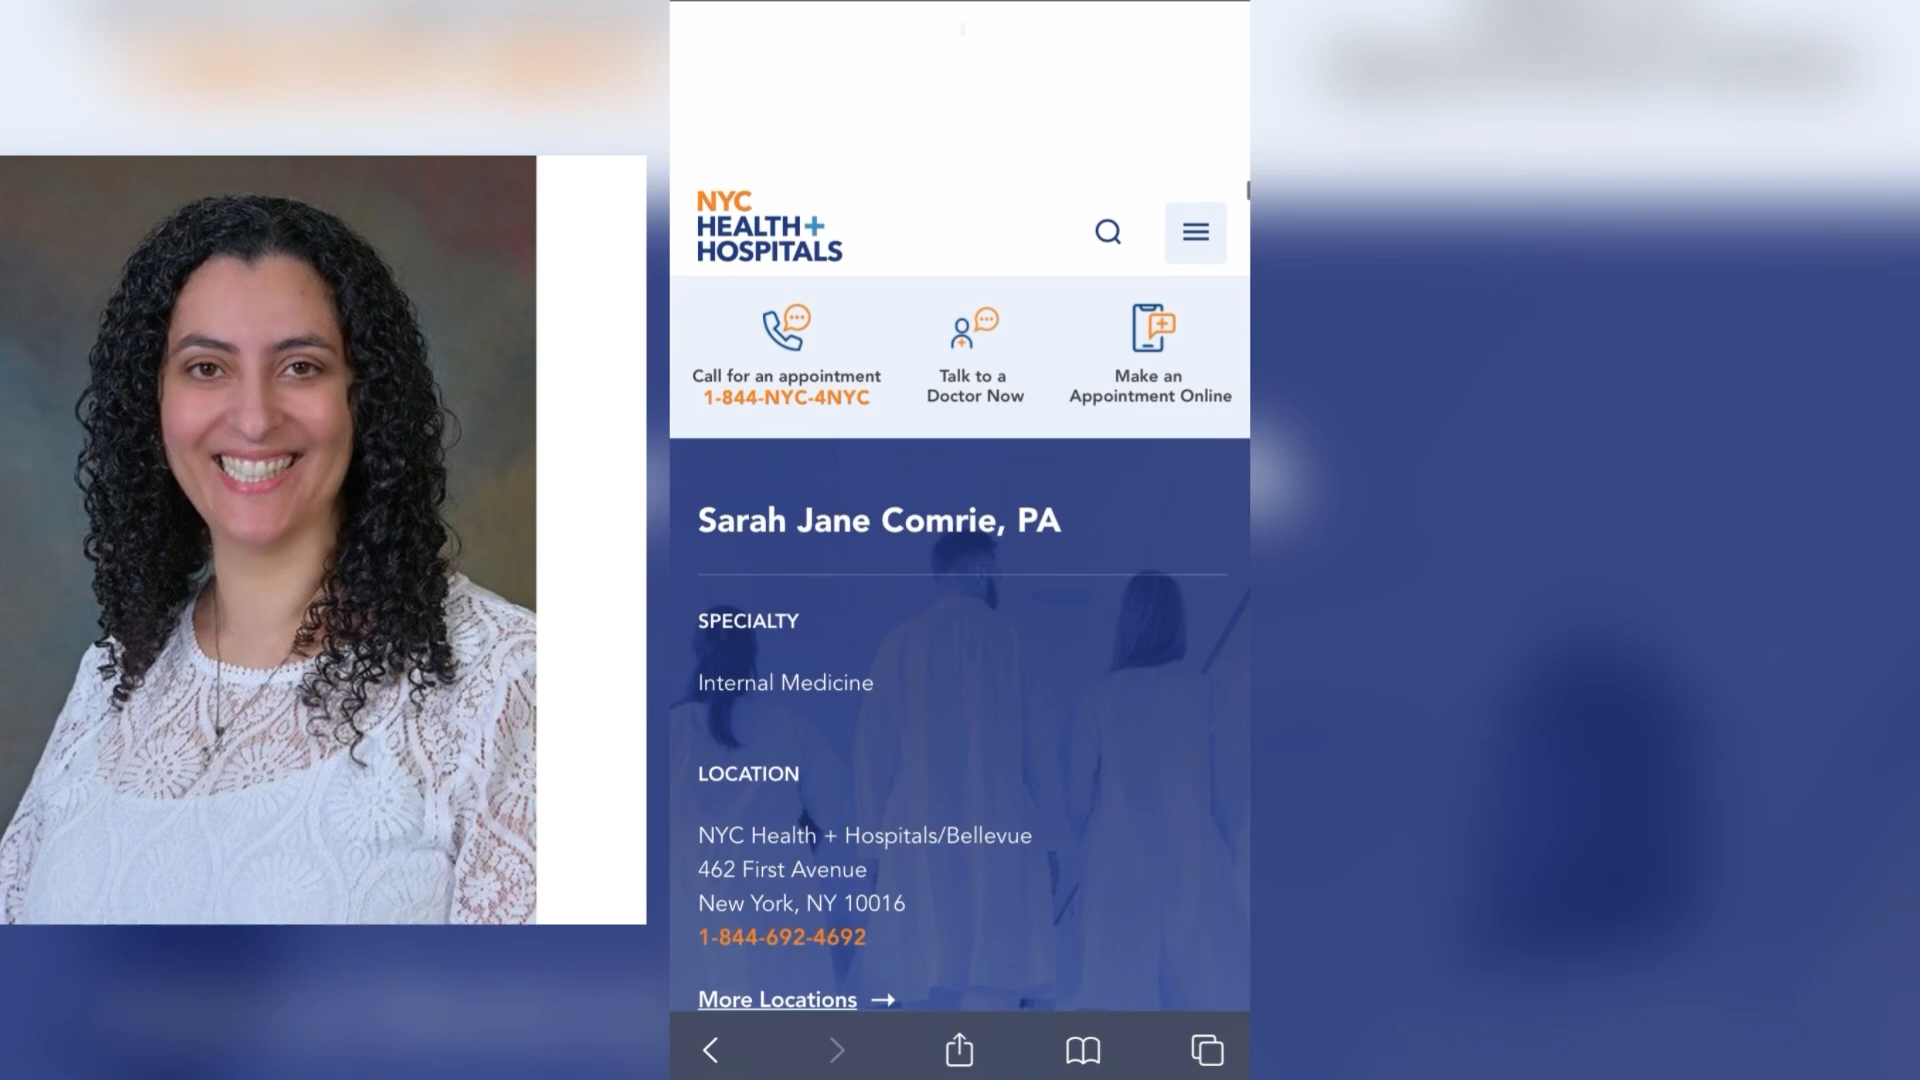 NYC
HEALTH+
HOSPITALS
Call for an appointment
1-844-NYC-4NYC
Talk to a
Doctor Now
Make an
Appointment Online
Sarah Jane Comrie, PA
SPECIALTY
Internal Medicine
LOCATION
NYC Health + Hospitals/Bellevue
462 First Avenue
New York, NY 10016
1-844-692-4692
More Locations →